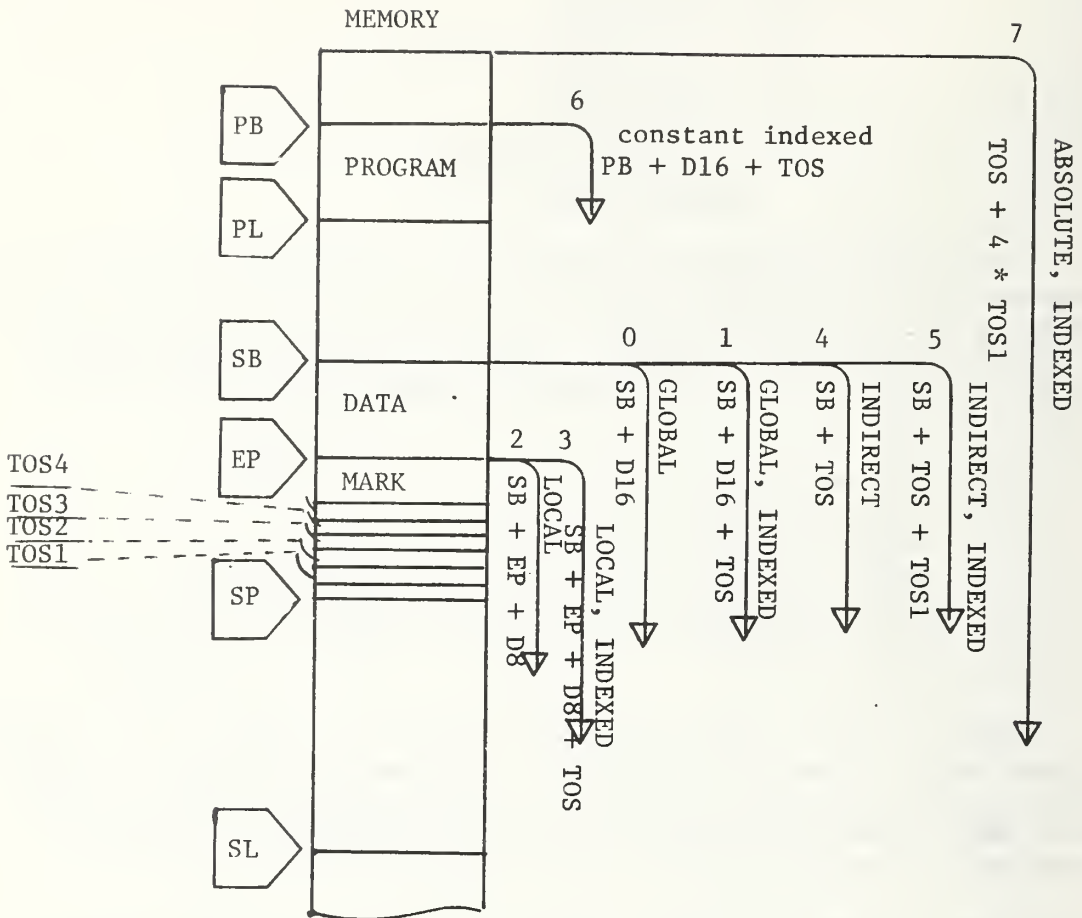 MEMORY
7
6
PB
constant indexed
PB + D16 + TOS
PROGRAM
PL
ABSOLUTE, INDEXED
TOS + 4 * TOS1
SB
0
1
4
5
DATA
GLOBAL
SB + D16
GLOBAL, INDEXED
SB + D16 + TOS
INDIRECT
SB + TOS
INDIRECT, INDEXED
SB + TOS + TOS1
EP
2
3
MARK
LOCAL
SB + EP + D8
LOCAL, INDEXED
SB + EP + D8 + TOS
TOS4
TOS3
TOS2
TOS1
SP
SL